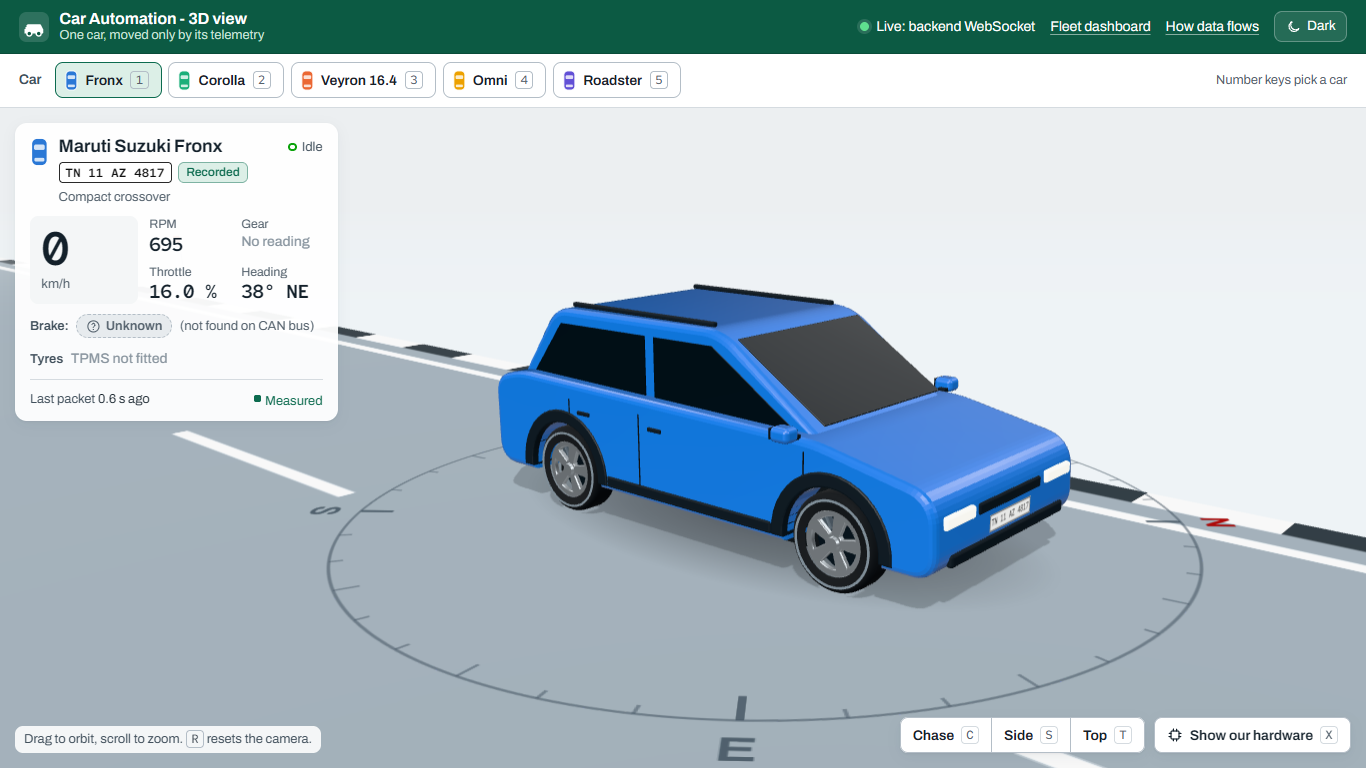 Car Automation - 3D view
One car, moved only by its telemetry
Live: backend WebSocket Fleet dashboard How data flows Dark
Car Fronx 1 Corolla 2 Veyron 16.4 3 Omni 4 Roadster 5 Number keys pick a car
Maruti Suzuki Fronx Idle
TN 11 AZ 4817 Recorded
Compact crossover
0
km/h
RPM
695
Gear
No reading
Throttle
16.0 %
Heading
38° NE
Brake: Unknown (not found on CAN bus)
Tyres TPMS not fitted
Last packet 0.6 s ago Measured
TN 11 AZ 4817
S
N
E
Drag to orbit, scroll to zoom. R resets the camera.
Chase C Side S Top T Show our hardware X